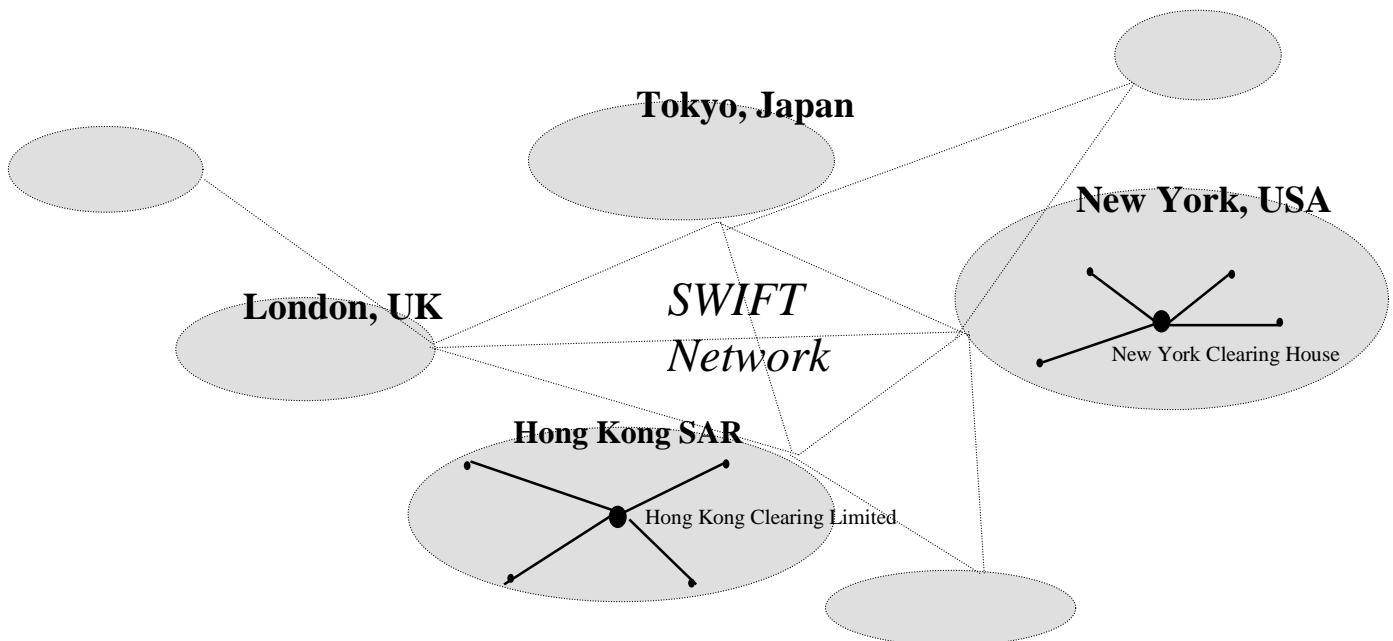 Tokyo, Japan
New York, USA
London, UK
SWIFT
Network
New York Clearing House
Hong Kong SAR
Hong Kong Clearing Limited